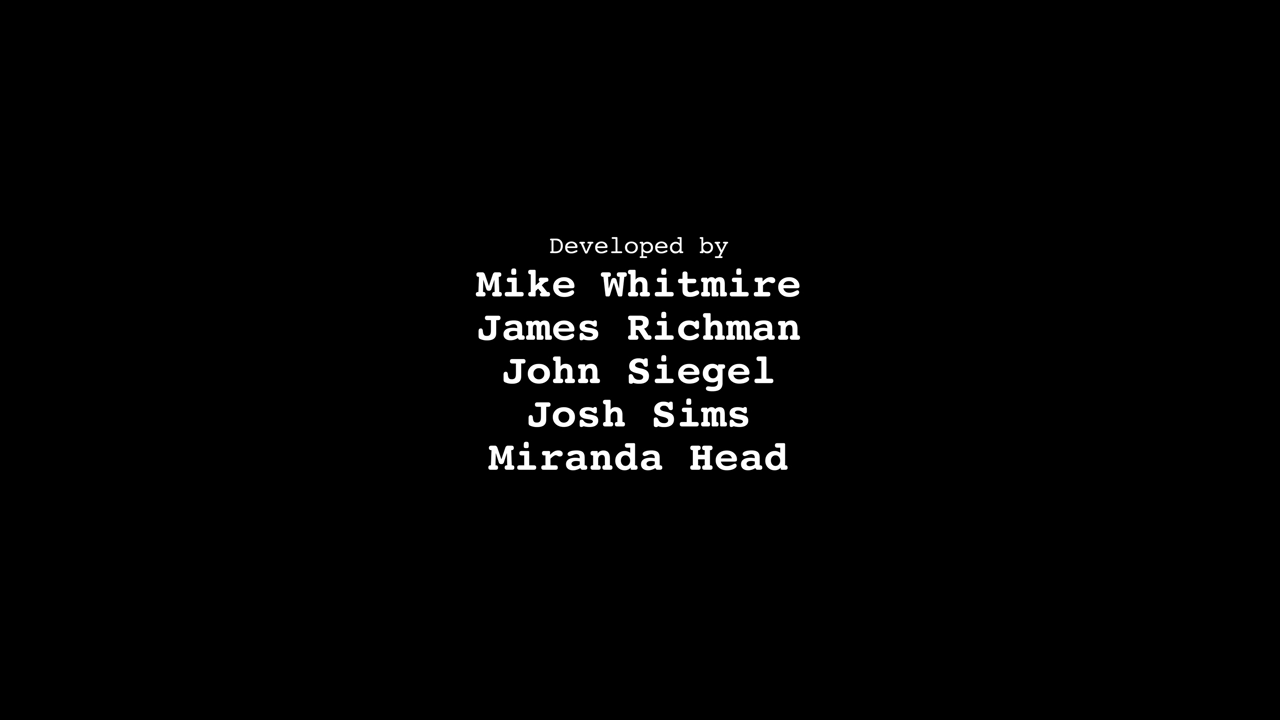 Developed by
Mike Whitmire
James Richman
John Siegel
Josh Sims
Miranda Head